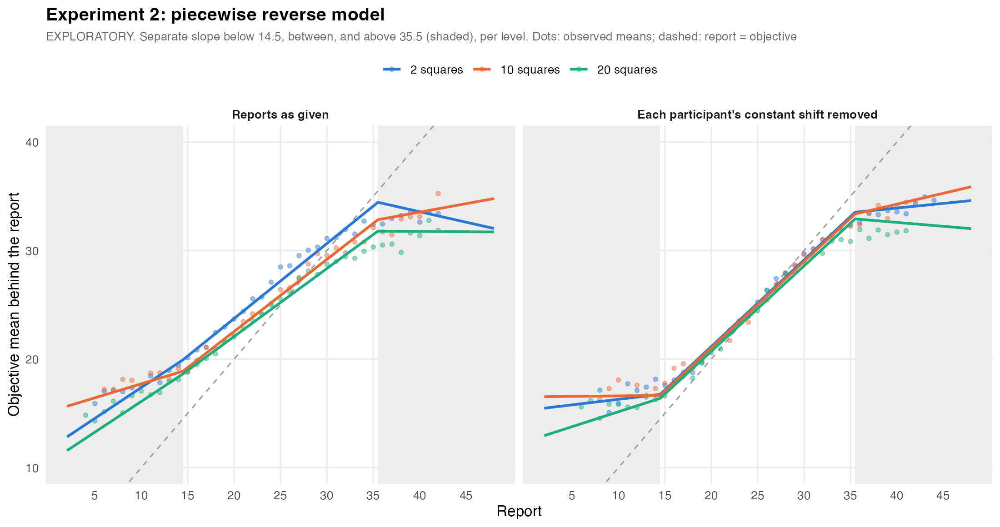 Experiment 2: piecewise reverse model
EXPLORATORY. Separate slope below 14.5, between, and above 35.5 (shaded), per level. Dots: observed means; dashed: report = objective
2 squares 10 squares 20 squares
Reports as given
Each participant's constant shift removed
Objective mean behind the report
40
30
20
10
5 10 15 20 25 30 35 40 45
5 10 15 20 25 30 35 40 45
Report